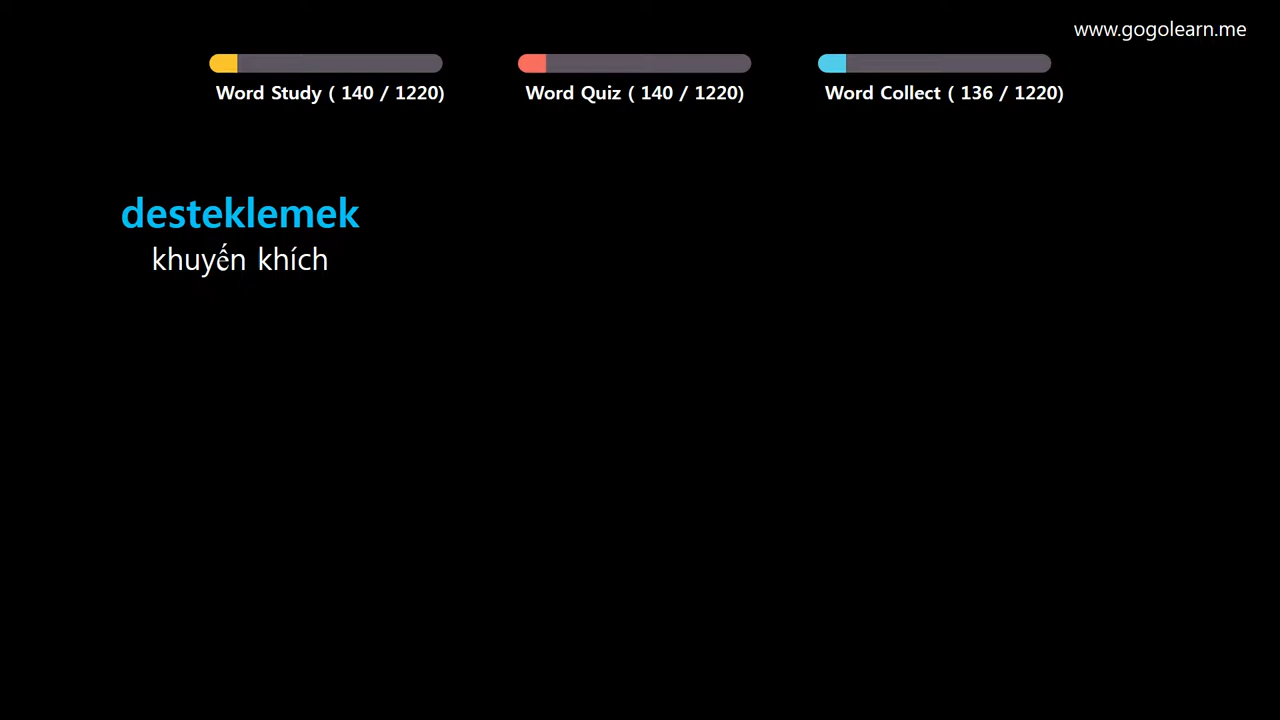 www.gogolearn.me
Word Study ( 140 / 1220)
Word Quiz ( 140 / 1220)
Word Collect ( 136 / 1220)
desteklemek
khuyến khích